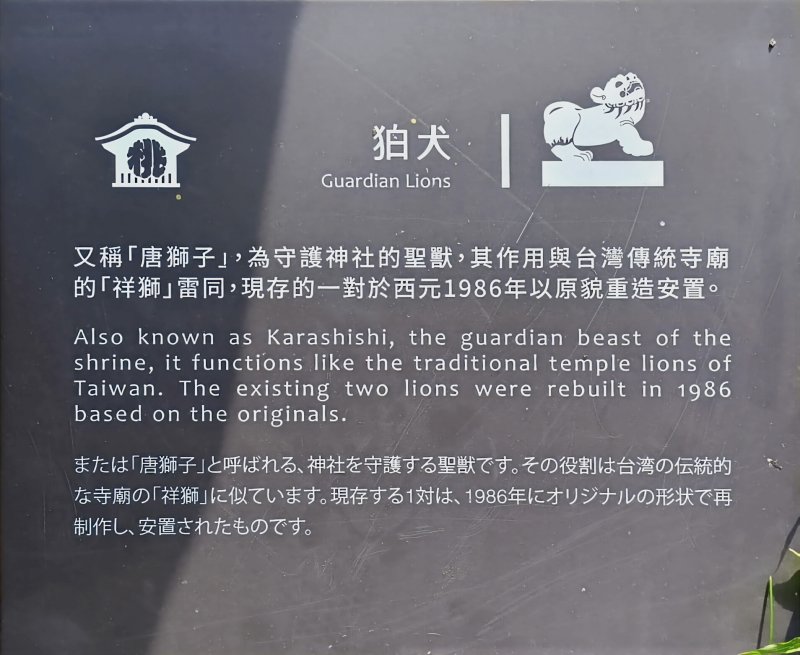 桃
狛犬
Guardian Lions
又稱「唐獅子」,為守護神社的聖獸,其作用與台灣傳統寺廟
的「祥獅」雷同,現存的一對於西元1986年以原貌重造安置。
Also known as Karashishi, the guardian beast of the
shrine, it functions like the traditional temple lions of
Taiwan. The existing two lions were rebuilt in 1986
based on the originals.
または「唐獅子」と呼ばれる、神社を守護する聖獣です。その役割は台湾の伝統的
な寺廟の「祥獅」に似ています。現存する1対は、1986年にオリジナルの形状で再
制作し、安置されたものです。